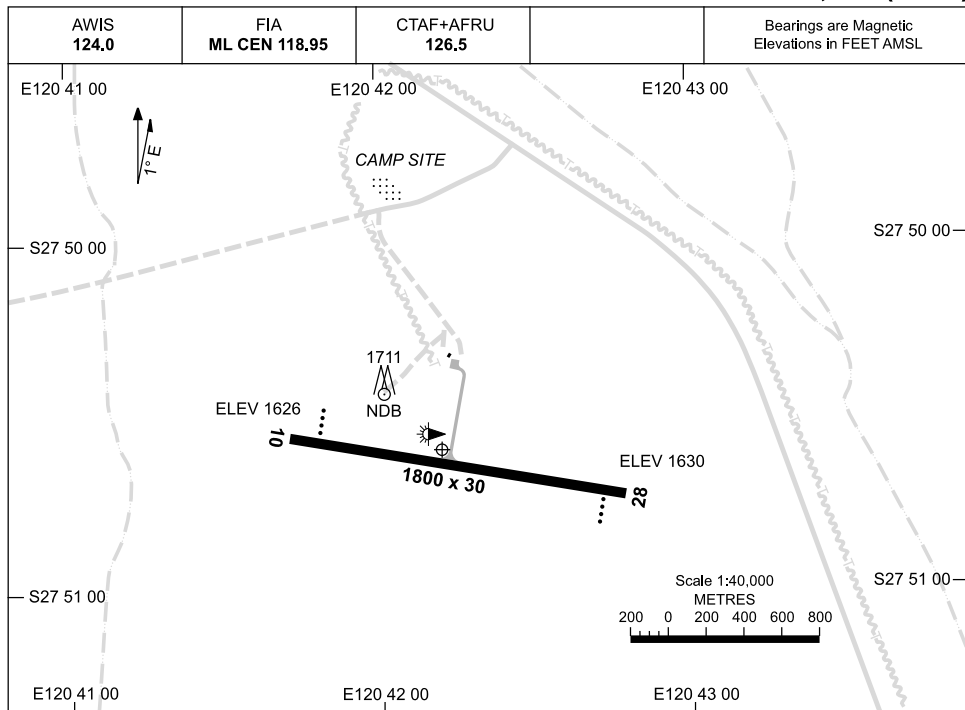 AWIS
124.0
FIA
ML CEN 118.95
CTAF+AFRU
126.5
Bearings are Magnetic
Elevations in FEET AMSL
E120 41 00
E120 42 00
E120 43 00
1° E
CAMP SITE
T
T
T
T
S27 50 00
S27 50 00
T
T
T
T
1711
NDB
ELEV 1626
10
1800 x 30
ELEV 1630
28
T
T
S27 51 00
S27 51 00
Scale 1:40,000
METRES
200 0 200 400 600 800
T
E120 41 00
E120 42 00
E120 43 00